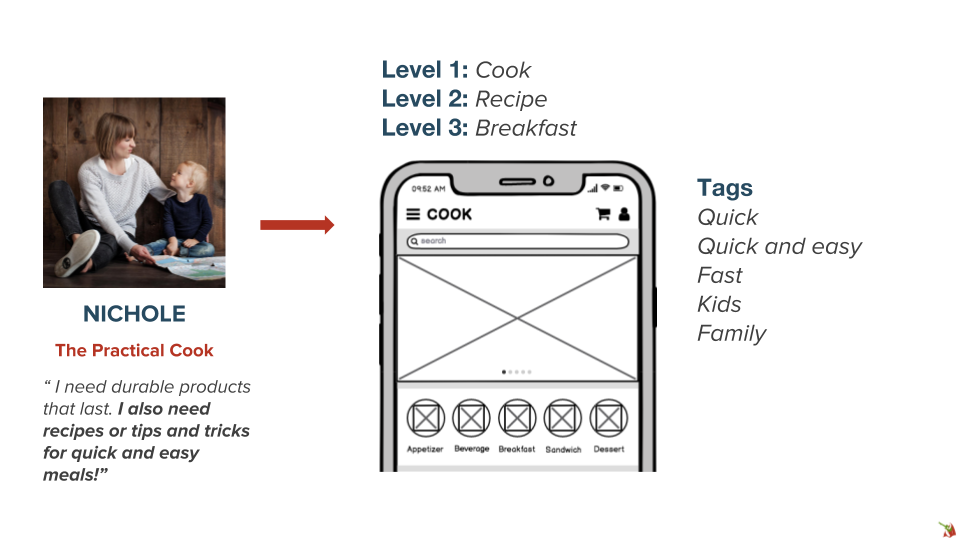 Level 1: Cook
Level 2: Recipe
Level 3: Breakfast
NICHOLE
The Practical Cook
“ I need durable products
that last. I also need
recipes or tips and tricks
for quick and easy
meals!”
09:52 AM
COOK
search
Appetizer Beverage Breakfast Sandwich Dessert
Tags
Quick
Quick and easy
Fast
Kids
Family